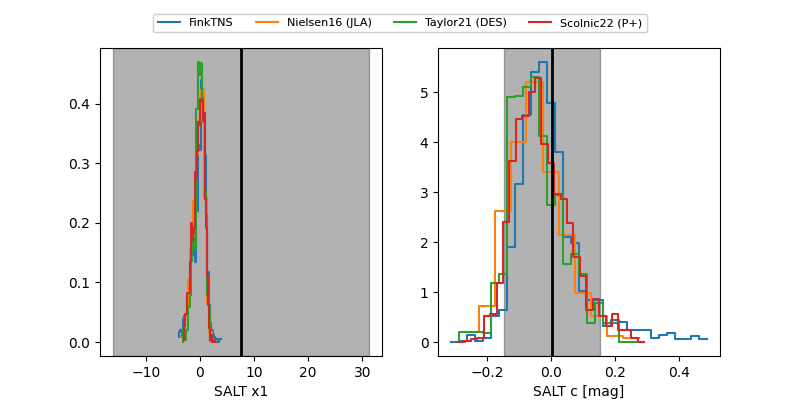 FinkTNS Nielsen16 (JLA) Taylor21 (DES) Scolnic22 (P+)
0.4
0.3
0.2
0.1
0.0
−10 0 10 20 30
SALT x1
5
4
3
2
1
0
−0.2 0.0 0.2 0.4
SALT c [mag]